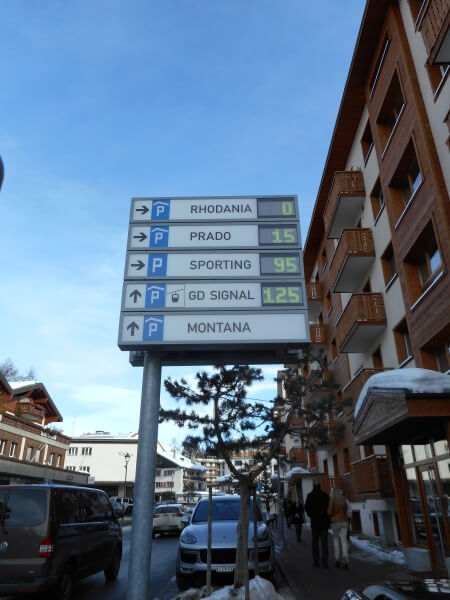 → P RHODANIA 0
→ P PRADO 15
→ P SPORTING 95
↑ P GD SIGNAL 125
↑ P MONTANA